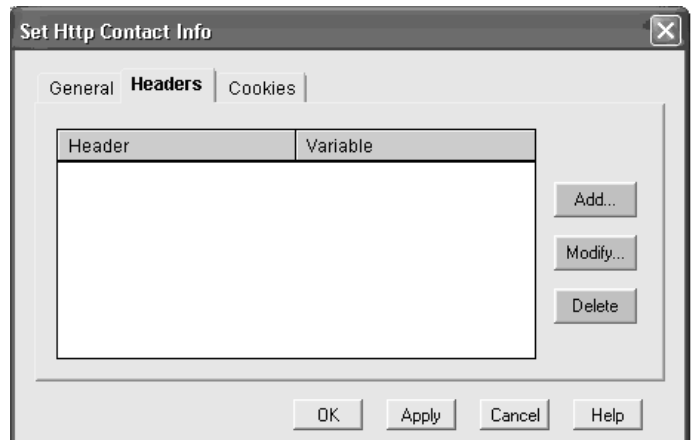 Set Http Contact Info
General Headers Cookies
Header Variable
Add...
Modify...
Delete
OK Apply Cancel Help